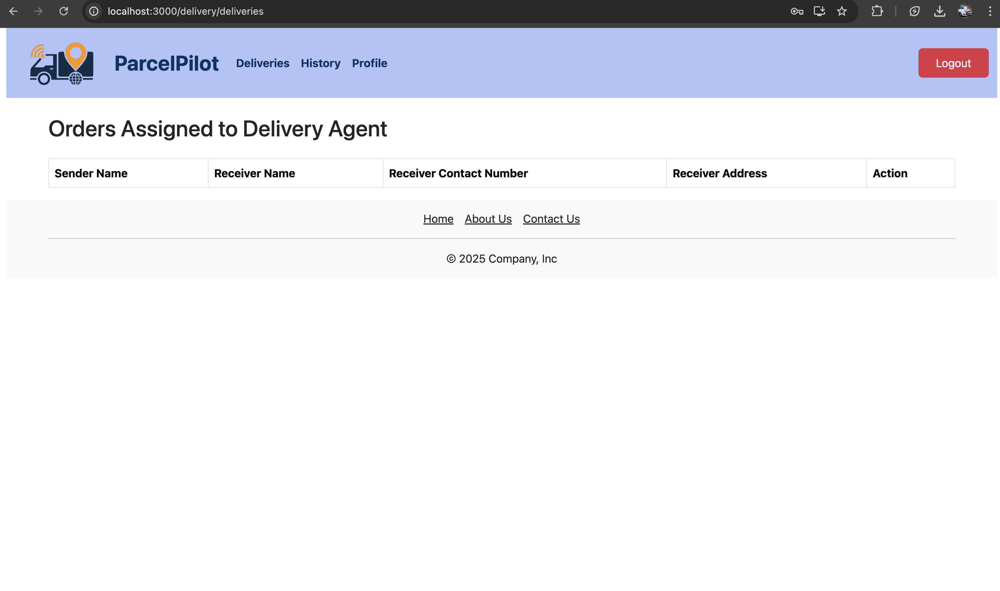 localhost:3000/delivery/deliveries
ParcelPilot Deliveries History Profile Logout
Orders Assigned to Delivery Agent
Sender Name Receiver Name Receiver Contact Number Receiver Address Action
Home About Us Contact Us
© 2025 Company, Inc